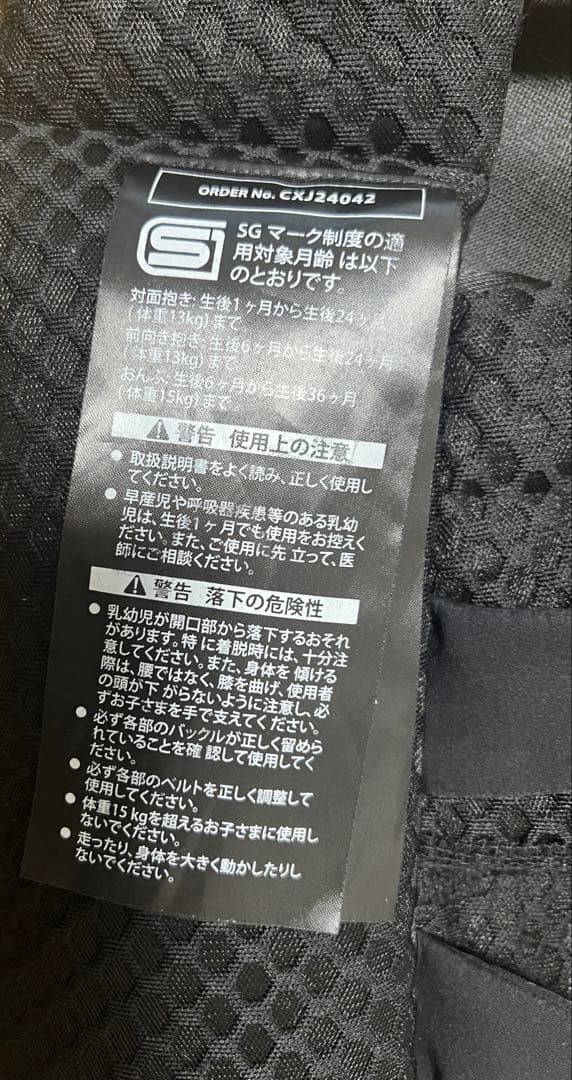 ORDER No. CXJ24042
SG
SG マーク制度の適
用対象月齢 は以下
のとおりです。
対面抱き: 生後1ヶ月から生後24ヶ月
(体重13kg)まで
前向き抱き: 生後6ヶ月から生後24ヶ月
(体重13kg)まで
おんぶ: 生後6ヶ月から生後36ヶ月
(体重15kg)まで
警告 使用上の注意
● 取扱説明書をよく読み、正しく使用し
てください。
● 早産児や呼吸器疾患等のある乳幼
児は、生後1ヶ月でも使用をお控えく
ださい。また、ご使用に先 立って、医
師にご相談ください。
警告 落下の危険性
● 乳幼児が開口部から落下するおそれ
があります。特 に着脱時には、十分注
意してください。また、身体を 傾ける
際は、腰ではなく、膝を曲げ、使用者
の頭が下 がらないように注意し、必
ずお子さまを手で支えてください。
● 必ず各部のバックルが正しく留めら
れていることを確 認して使用してく
ださい。
● 必ず各部のベルトを正しく調整して
使用してください。
● 体重15 kgを超えるお子さまに使用し
ないでください。
● 走ったり、身体を大きく動かしたりし
ないでください。